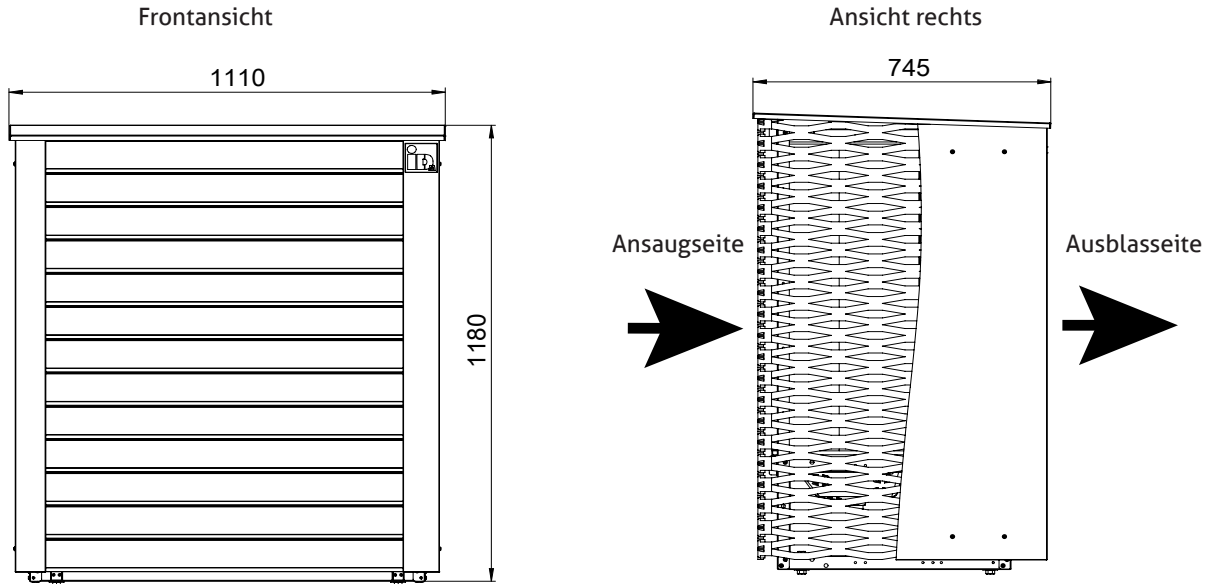 Frontansicht
Ansicht rechts
1110
745
1180
Ansaugseite
Ausblasseite